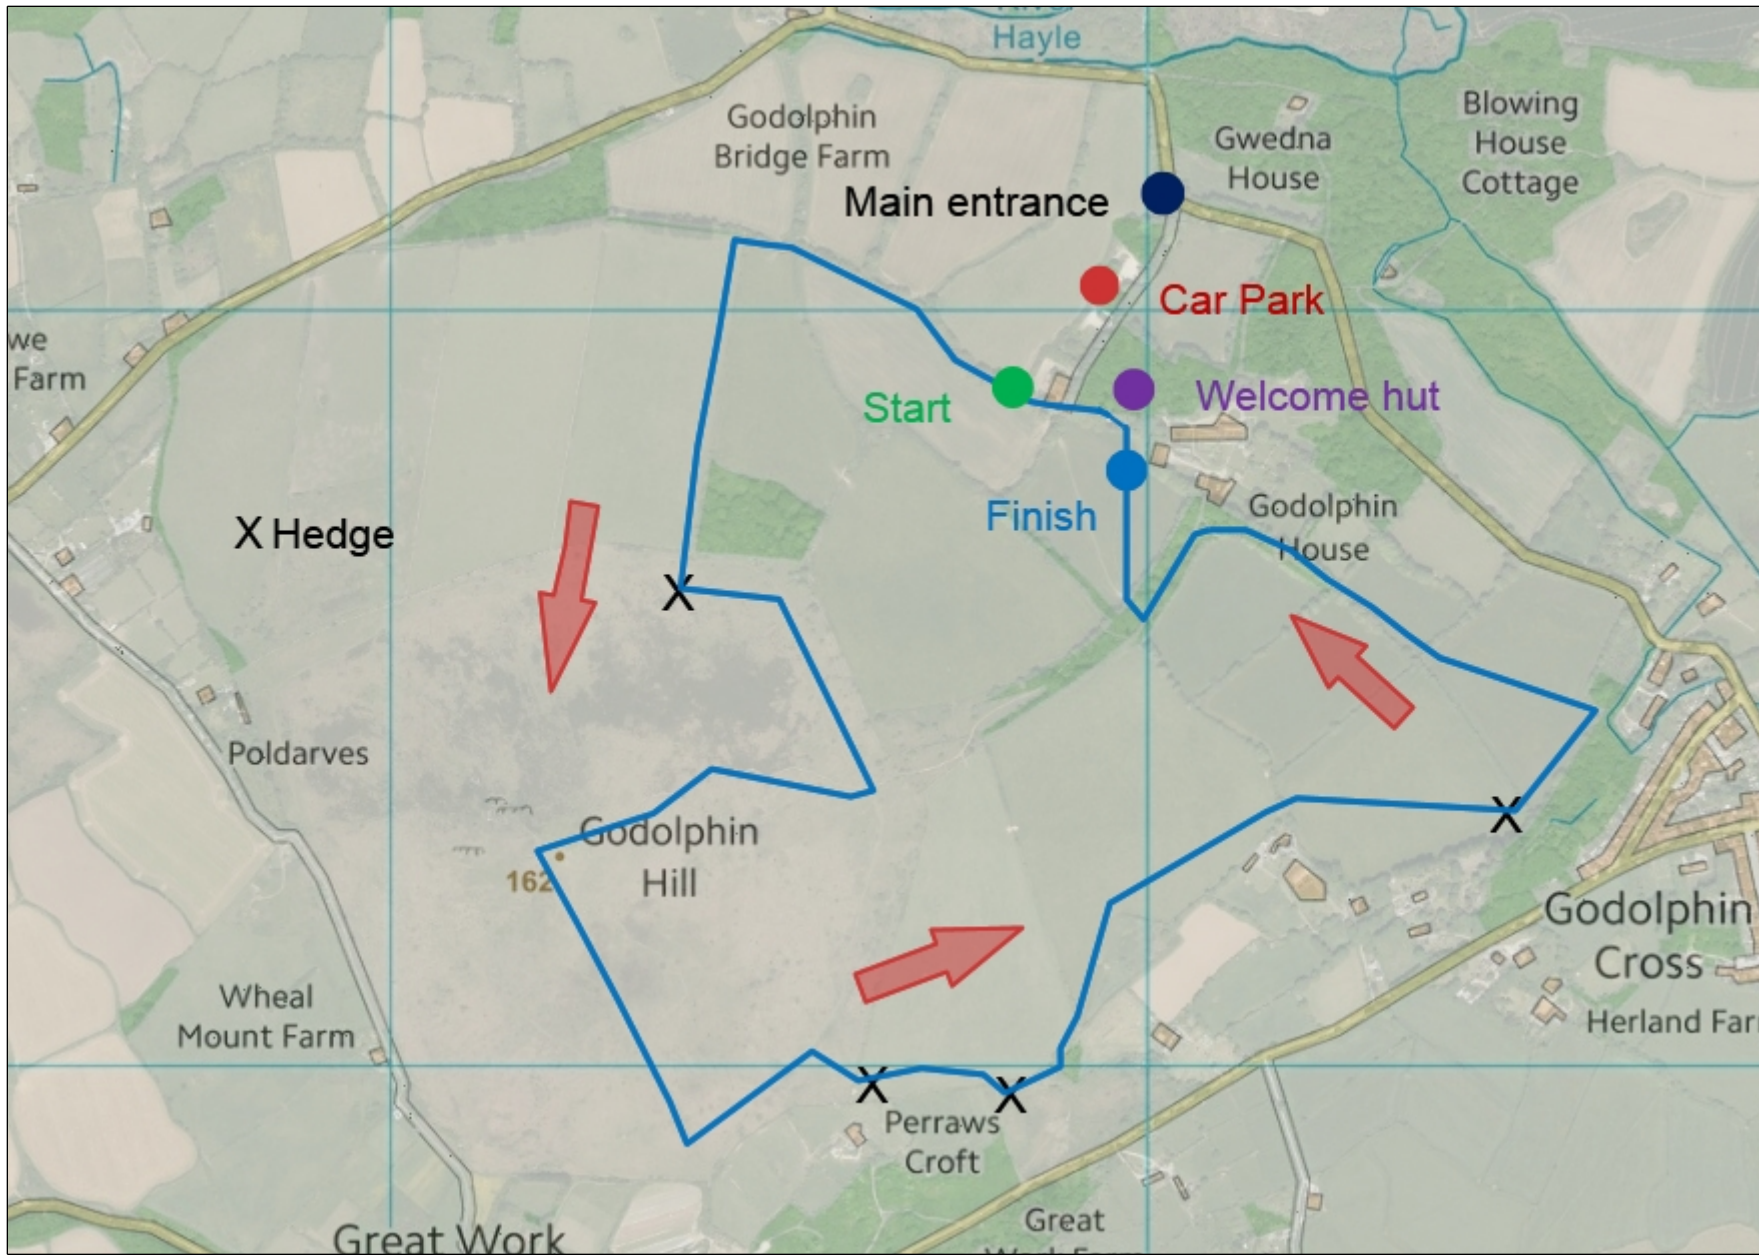 Hayle
Godolphin
Bridge Farm
Gwedna
House
Blowing
House
Cottage
Main entrance
Car Park
we
Farm
Start
Welcome hut
Finish
Godolphin
House
X Hedge
X
Poldarves
Godolphin
Hill
162
X
Godolphin
Cross
Wheal
Mount Farm
Herland Far
X
X
Perraws
Croft
Great Work
Great